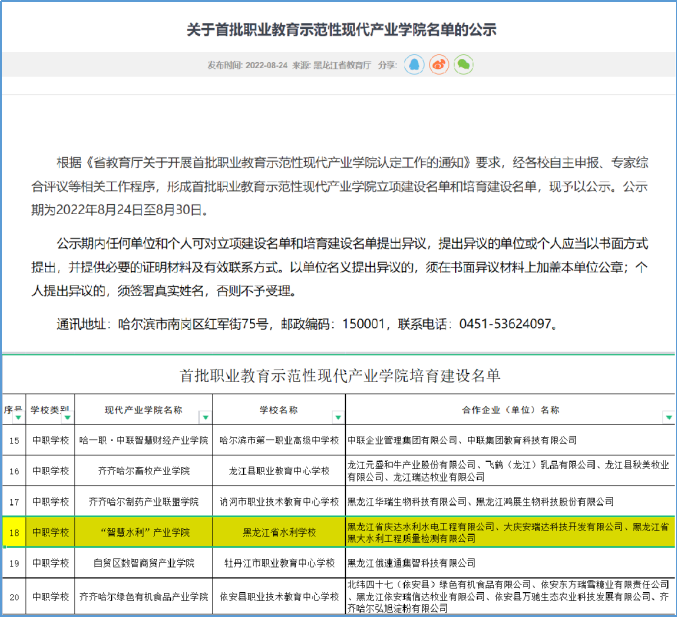 关于首批职业教育示范性现代产业学院名单的公示
发布时间: 2022-08-24 来源: 黑龙江省教育厅 分享:
根据《省教育厅关于开展首批职业教育示范性现代产业学院认定工作的通知》要求，经各校自主申报、专家综
合评议等相关工作程序，形成首批职业教育示范性现代产业学院立项建设名单和培育建设名单，现予以公示。公示
期为2022年8月24日至8月30日。
公示期内任何单位和个人可对立项建设名单和培育建设名单提出异议，提出异议的单位或个人应当以书面方式
提出，并提供必要的证明材料及有效联系方式。以单位名义提出异议的，须在书面异议材料上加盖本单位公章；个
人提出异议的，须签署真实姓名，否则不予受理。
通讯地址：哈尔滨市南岗区红军街75号，邮政编码：150001，联系电话：0451-53624097。
首批职业教育示范性现代产业学院培育建设名单
序号 学校类别 现代产业学院名称 学校名称 合作企业（单位）名称
15 中职学校 哈一职·中联智慧财经产业学院 哈尔滨市第一职业高级中学校 中联企业管理集团有限公司、中联集团教育科技有限公司
16 中职学校 齐齐哈尔畜牧产业学院 龙江县职业教育中心学校 龙江元盛和牛产业股份有限公司、飞鹤（龙江）乳品有限公司、龙江县秋美牧业
有限公司、龙江瑞达牧业有限公司
17 中职学校 齐齐哈尔制药产业联盟学院 讷河市职业技术教育中心学校 黑龙江华瑞生物科技有限公司、黑龙江鸿展生物科技股份有限公司
18 中职学校 “智慧水利”产业学院 黑龙江省水利学校 黑龙江省庆达水利水电工程有限公司、大庆安瑞达科技开发有限公司、黑龙江省
黑大水利工程质量检测有限公司
19 中职学校 自贸区数智商贸产业学院 牡丹江市职业教育中心学校 黑龙江俄速通集智科技有限公司
20 中职学校 齐齐哈尔绿色有机食品产业学院 依安县职业技术教育中心学校 北纬四十七（依安县）绿色有机食品有限公司、依安东方瑞雪糖业有限责任公司
、黑龙江依安瑞信达牧业有限公司、依安县万驰生态农业科技发展有限公司、齐
齐哈尔弘旭淀粉有限公司